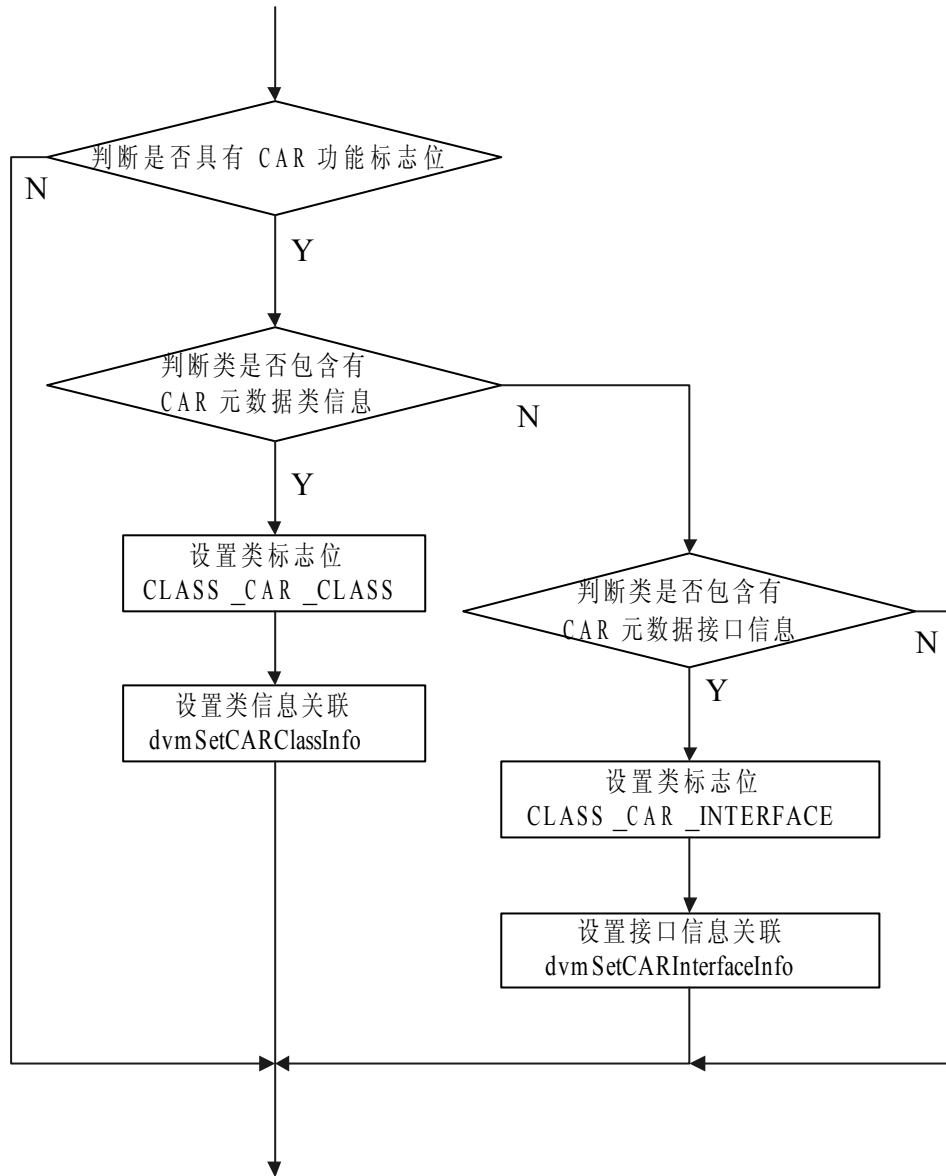 判断是否具有 CAR 功能标志位
N
Y
判断类是否包含有
CAR 元数据类信息
N
Y
设置类标志位
CLASS _CAR _CLASS
判断类是否包含有
CAR 元数据接口信息
N
Y
设置类信息关联
dvmSetCARClassInfo
设置类标志位
CLASS _CAR _INTERFACE
设置接口信息关联
dvmSetCARInterfaceInfo